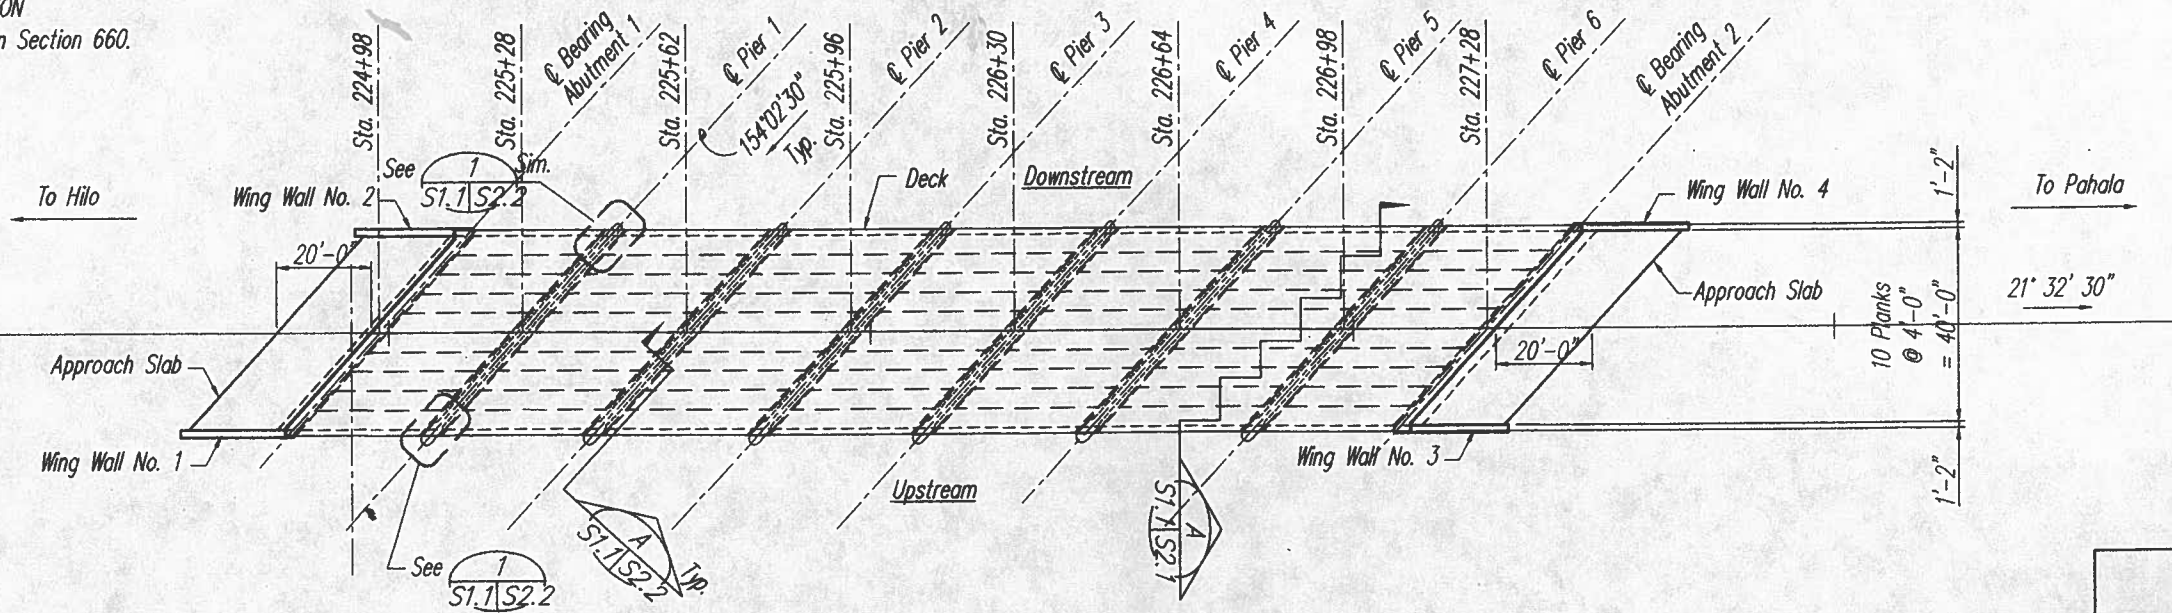 ON
n Section 660.
Sta. 224+98
Sta. 225+28
℄ Bearing
Abutment 1
Sta. 225+62
℄ Pier 1
154°02'30"
Typ.
Sta. 225+96
℄ Pier 2
Sta. 226+30
℄ Pier 3
Sta. 226+64
℄ Pier 4
Sta. 226+98
℄ Pier 5
Sta. 227+28
℄ Pier 6
℄ Bearing
Abutment 2
To Hilo
See
1
Sim.
S1.1 S2.2
Wing Wall No. 2
Deck
Downstream
Wing Wall No. 4
1'-2"
To Pahala
20'-0"
Approach Slab
10 Planks
@ 4'-0"
= 40'-0"
21° 32' 30"
Approach Slab
20'-0"
Wing Wall No. 1
Upstream
Wing Wall No. 3
1'-2"
See
1
S1.1 S2.2
A
S1.1 S2.2
Typ.
A
S1.1 S2.1